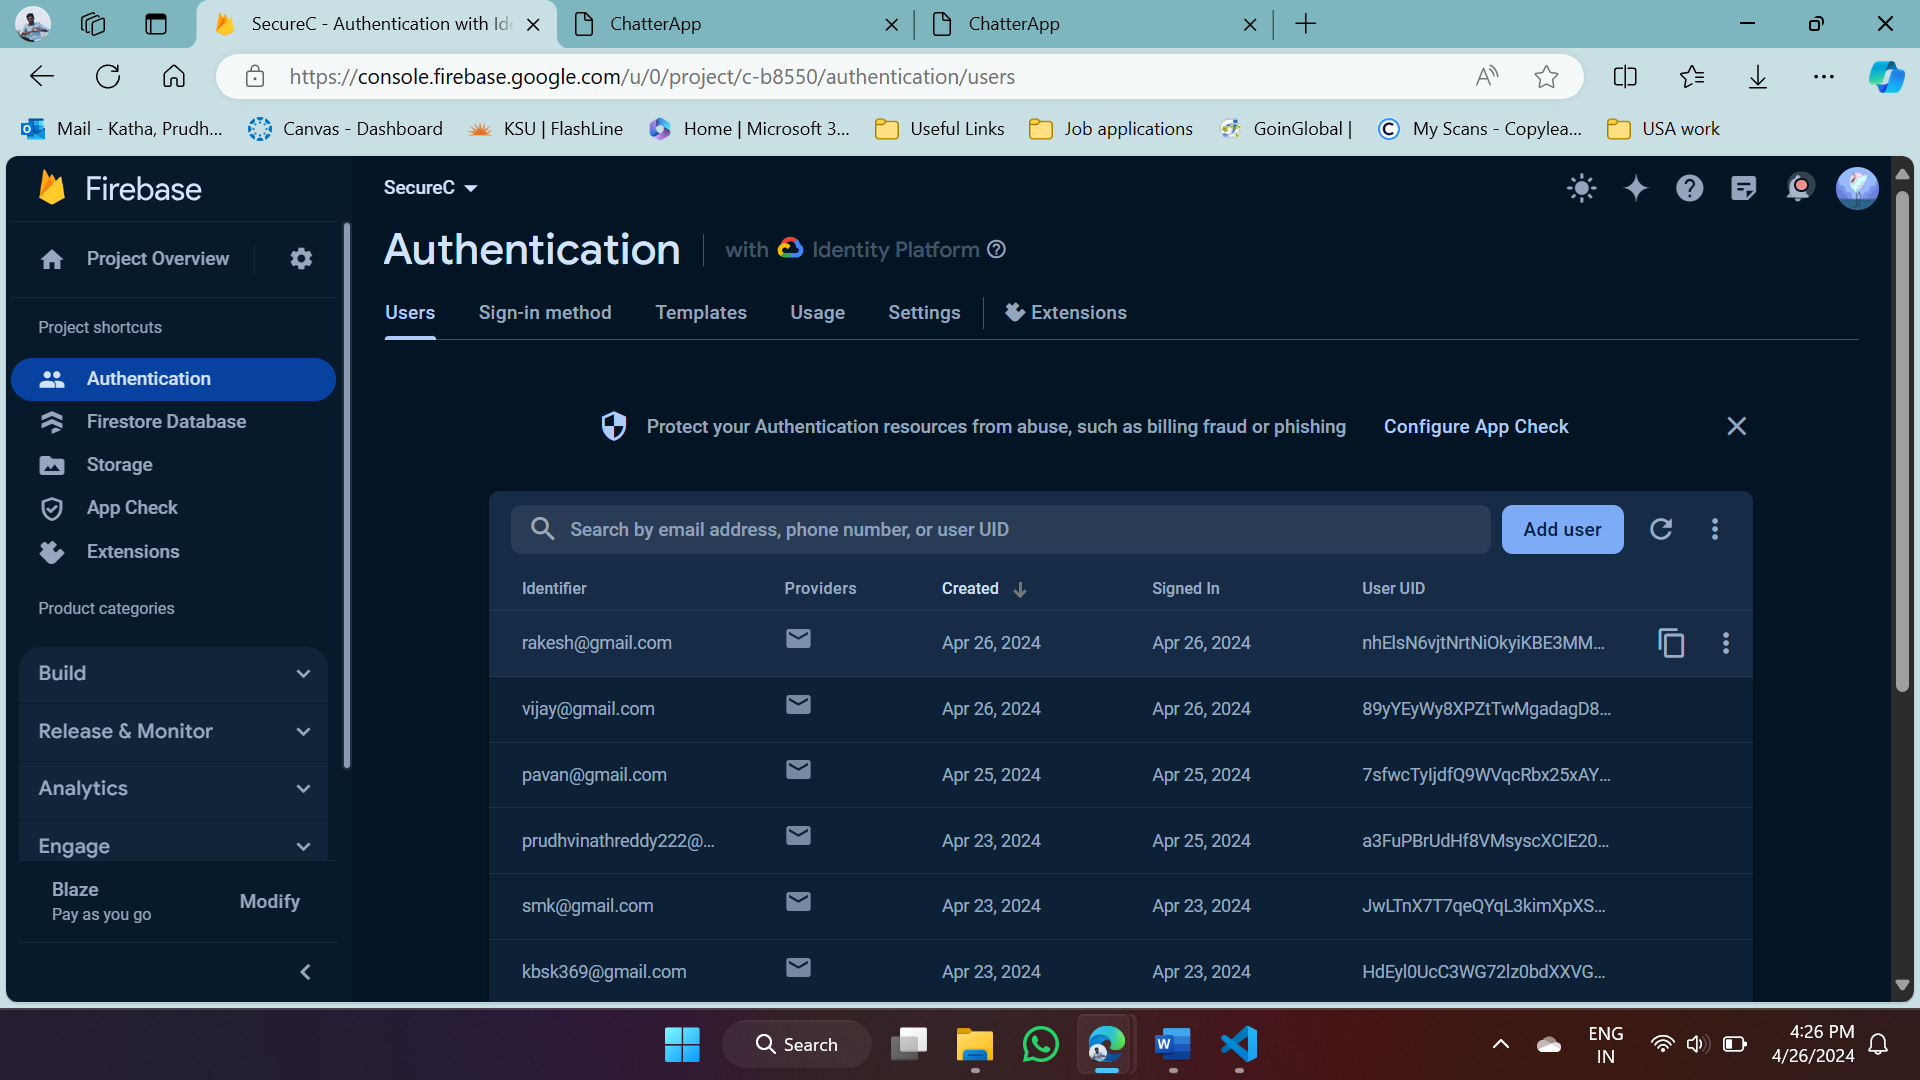 SecureC - Authentication with Ide
ChatterApp
ChatterApp
https://console.firebase.google.com/u/0/project/c-b8550/authentication/users
Mail - Katha, Prudh...
Canvas - Dashboard
KSU | FlashLine
Home | Microsoft 3...
Useful Links
Job applications
GoinGlobal |
My Scans - Copylea...
USA work
Firebase
SecureC
Project Overview
Authentication
with Identity Platform
Users
Sign-in method
Templates
Usage
Settings
Extensions
Project shortcuts
Authentication
Firestore Database
Storage
App Check
Extensions
Product categories
Build
Release & Monitor
Analytics
Engage
Blaze
Pay as you go
Modify
Protect your Authentication resources from abuse, such as billing fraud or phishing
Configure App Check
Search by email address, phone number, or user UID
Add user
Identifier Providers Created Signed In User UID
rakesh@gmail.com Apr 26, 2024 Apr 26, 2024 nhElsN6vjtNrtNiOkyiKBE3MM...
vijay@gmail.com Apr 26, 2024 Apr 26, 2024 89yYEyWy8XPZtTwMgadagD8...
pavan@gmail.com Apr 25, 2024 Apr 25, 2024 7sfwcTyIjdfQ9WVqcRbx25xAY...
prudhvinathreddy222@... Apr 23, 2024 Apr 25, 2024 a3FuPBrUdHf8VMsyscXCIE20...
smk@gmail.com Apr 23, 2024 Apr 23, 2024 JwLTnX7T7qeQYqL3kimXpXS...
kbsk369@gmail.com Apr 23, 2024 Apr 23, 2024 HdEyl0UcC3WG72lz0bdXXVG...
Search
ENG
IN
4:26 PM
4/26/2024